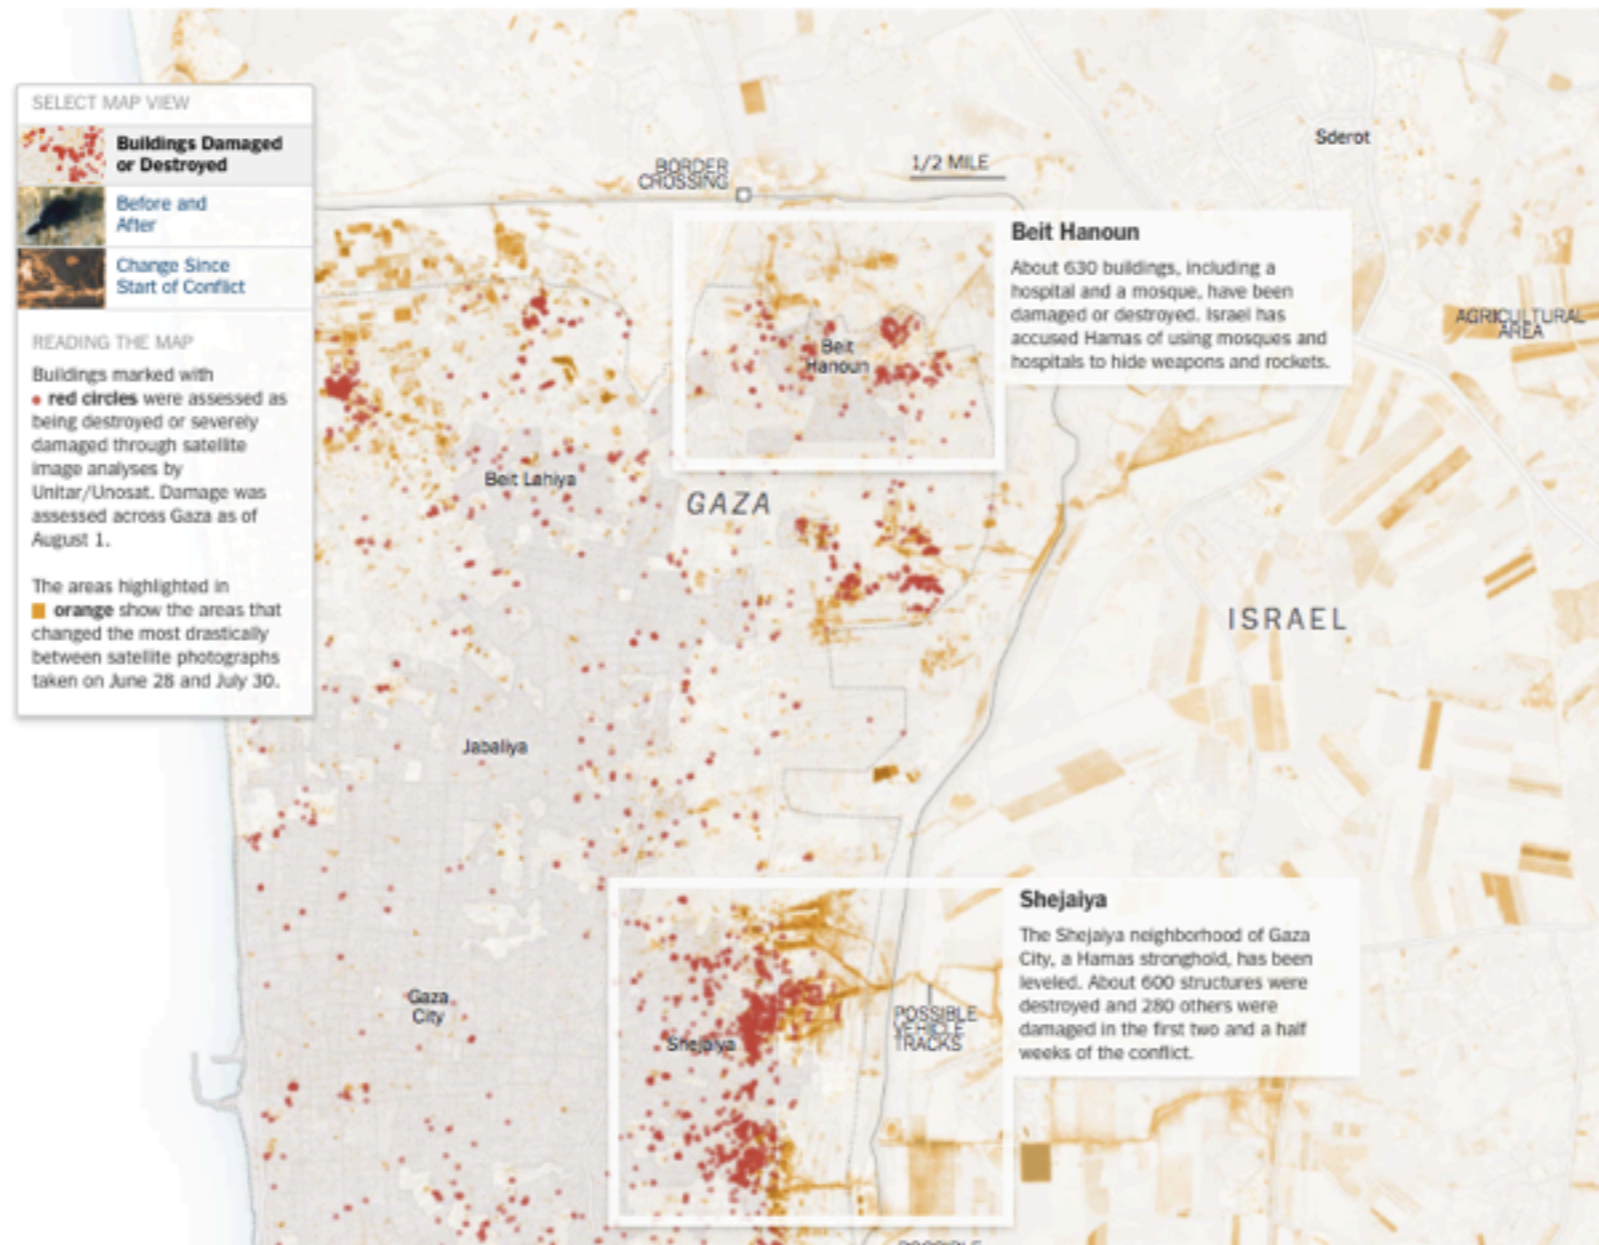 SELECT MAP VIEW
Buildings Damaged
or Destroyed
Before and
After
Change Since
Start of Conflict
READING THE MAP
Buildings marked with
red circles were assessed as
being destroyed or severely
damaged through satellite
image analyses by
Unitar/Unosat. Damage was
assessed across Gaza as of
August 1.
The areas highlighted in
orange show the areas that
changed the most drastically
between satellite photographs
taken on June 28 and July 30.
BORDER
CROSSING
1/2 MILE
Sderot
Beit Hanoun
About 630 buildings, including a
hospital and a mosque, have been
damaged or destroyed. Israel has
accused Hamas of using mosques and
hospitals to hide weapons and rockets.
Beit
Hanoun
AGRICULTURAL
AREA
Beit Lahiya
GAZA
ISRAEL
Jabaliya
Gaza
City
Shejaiya
Shejaiya
The Shejaiya neighborhood of Gaza
City, a Hamas stronghold, has been
leveled. About 600 structures were
destroyed and 280 others were
damaged in the first two and a half
weeks of the conflict.
POSSIBLE
VEHICLE
TRACKS